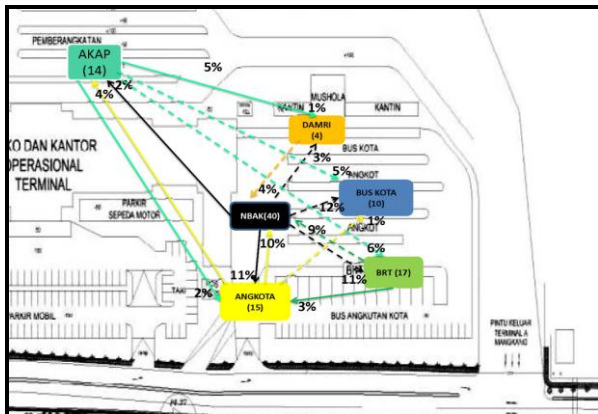 PEMBERANGKATAN
AKAP
(14)
5%
2%
4%
MUSHOLA
KANTIN
KANTIN
1%
DAMRI
(4)
BUS KOTA
3%
KO DAN KANTOR
OPERASIONAL
TERMINAL
5%
ANGKOT
4%
BUS KOTA
(10)
PARKIR
SEPEDA MOTOR
NBAK(40)
12%
1%
9%
ANGKOT
10%
6%
11%
11%
BRT (17)
TAXI
2%
ANGKOTA
(15)
3%
PARKIR MOBIL
BUS ANGKUTAN KOTA
PINTU KELUAR
TERMINAL A
MANGKANG